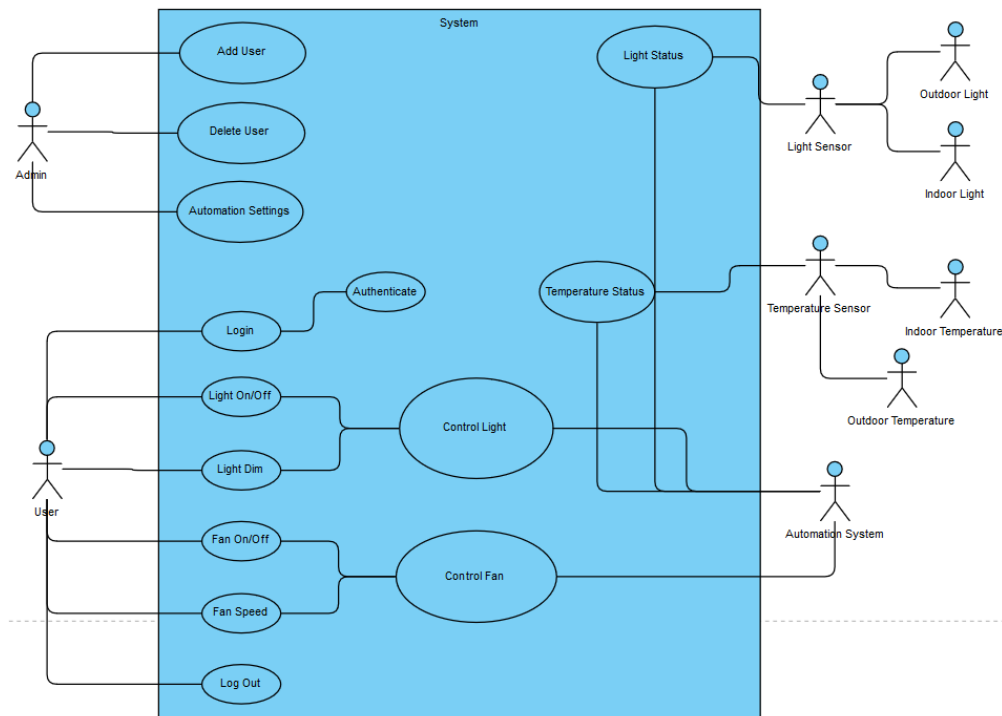 System
Add User
Light Status
Outdoor Light
Delete User
Light Sensor
Admin
Indoor Light
Automation Settings
Authenticate
Temperature Status
Temperature Sensor
Login
Indoor Temperature
Light On/Off
Outdoor Temperature
Control Light
Light Dim
User
Automation System
Fan On/Off
Control Fan
Fan Speed
Log Out